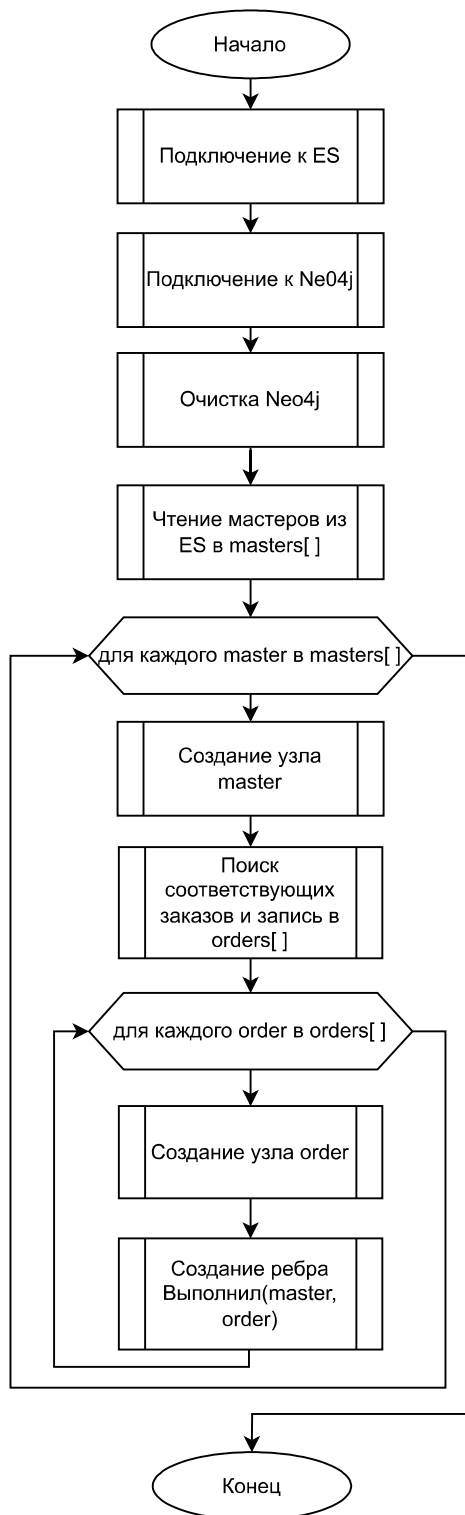 Начало
Подключение к ES
Подключение к Ne04j
Очистка Neo4j
Чтение мастеров из
ES в masters[ ]
для каждого master в masters[ ]
Создание узла
master
Поиск
соответствующих
заказов и запись в
orders[ ]
для каждого order в orders[ ]
Создание узла order
Создание ребра
Выполнил(master,
order)
Конец